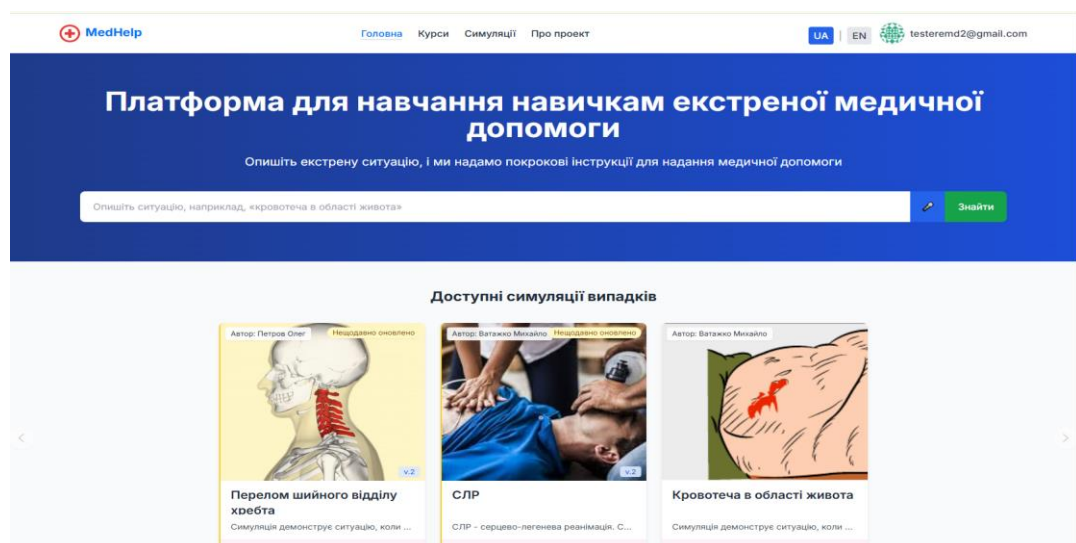 MedHelp
Головна Курси Симуляції Про проект
UA | EN testeremd2@gmail.com
Платформа для навчання навичкам екстреної медичної
допомоги
Опишіть екстрену ситуацію, і ми надамо покрокові інструкції для надання медичної допомоги
Опишіть ситуацію, наприклад, «кровотеча в області живота»
Знайти
Доступні симуляції випадків
Автор: Петров Олег Нещодавно оновлено
v.2
Перелом шийного відділу
хребта
Симуляція демонструє ситуацію, коли ...
Автор: Ватажко Михайло Нещодавно оновлено
v.2
СЛР
СЛР - серцево-легенева реанімація. С...
Автор: Ватажко Михайло
Кровотеча в області живота
Симуляція демонструє ситуацію, коли ...